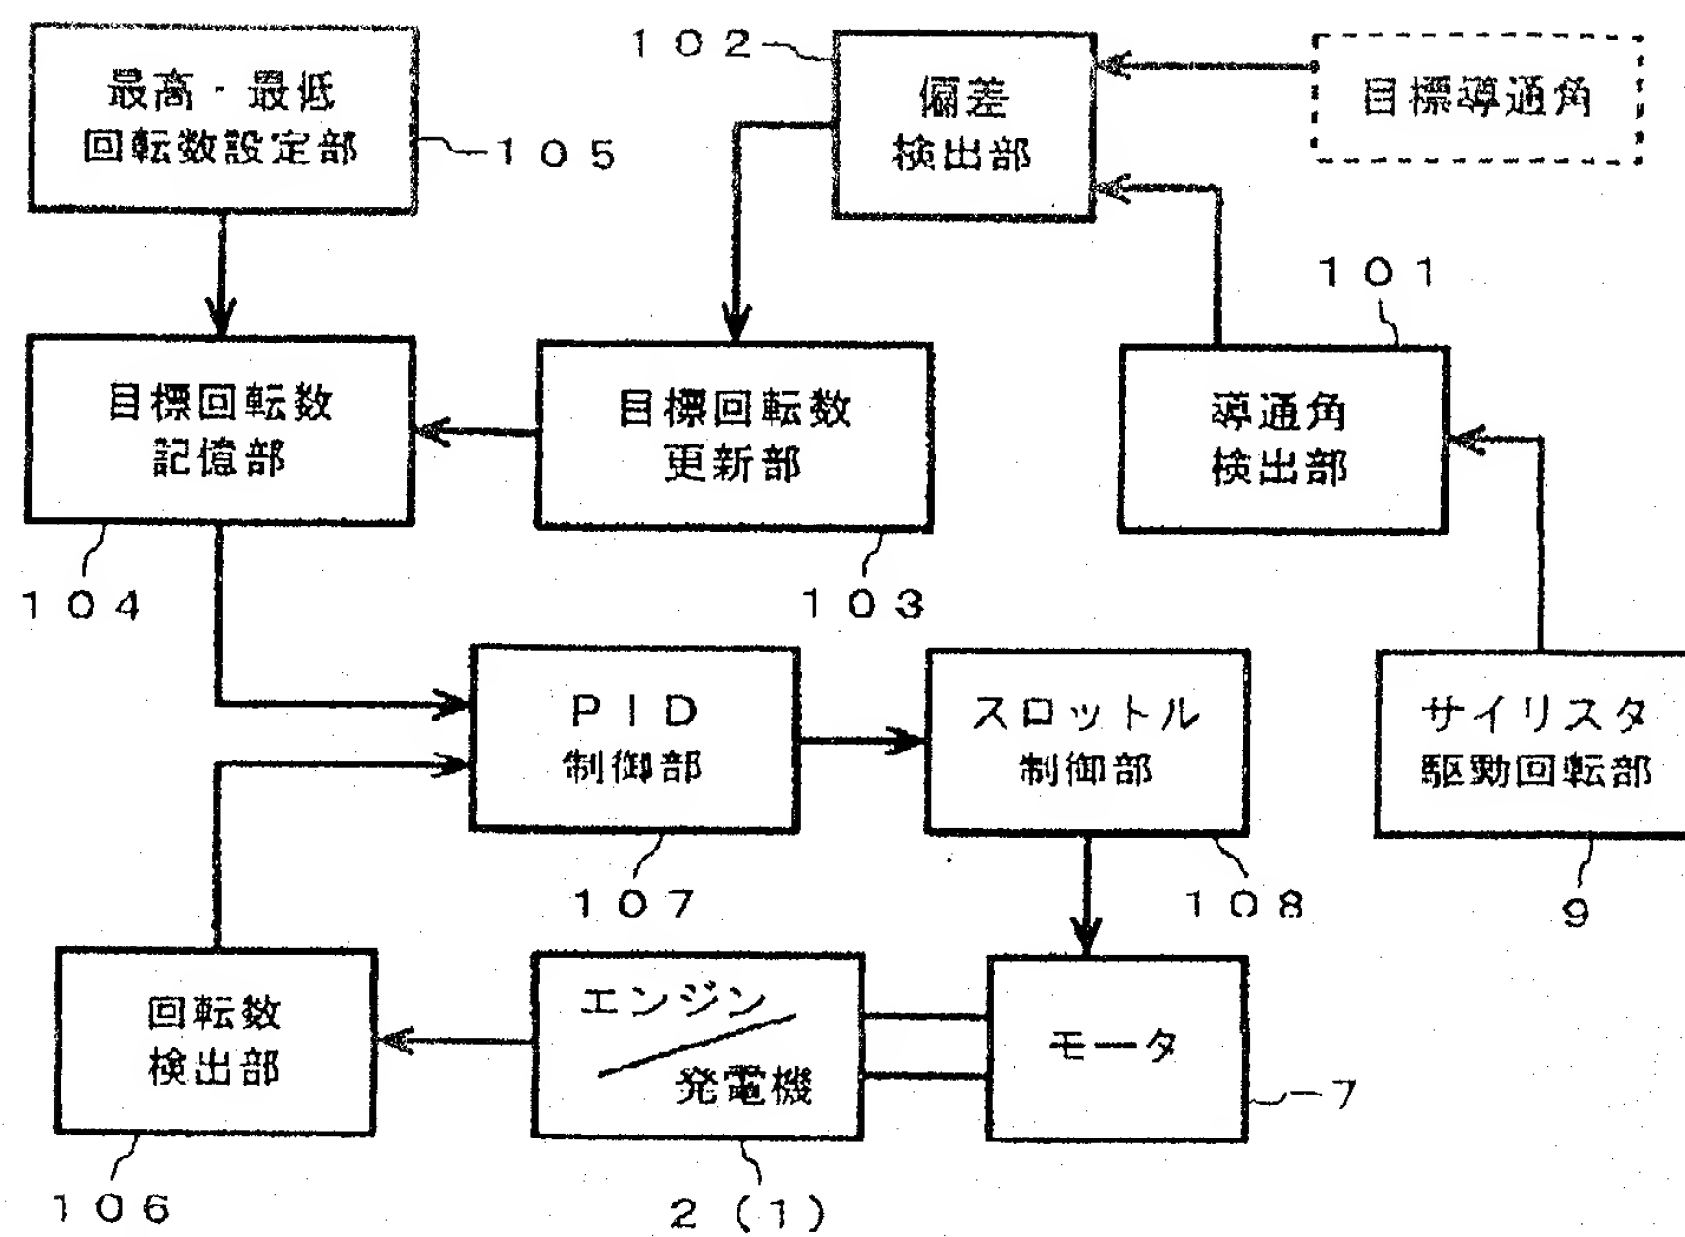 最高・最低
回転数設定部
105
102
偏差
検出部
目標導通角
101
目標回転数
記憶部
104
目標回転数
更新部
103
導通角
検出部
PID
制御部
107
スロットル
制御部
108
サイリスタ
駆動回転部
9
回転数
検出部
106
エンジン
発電機
2(1)
モータ
7